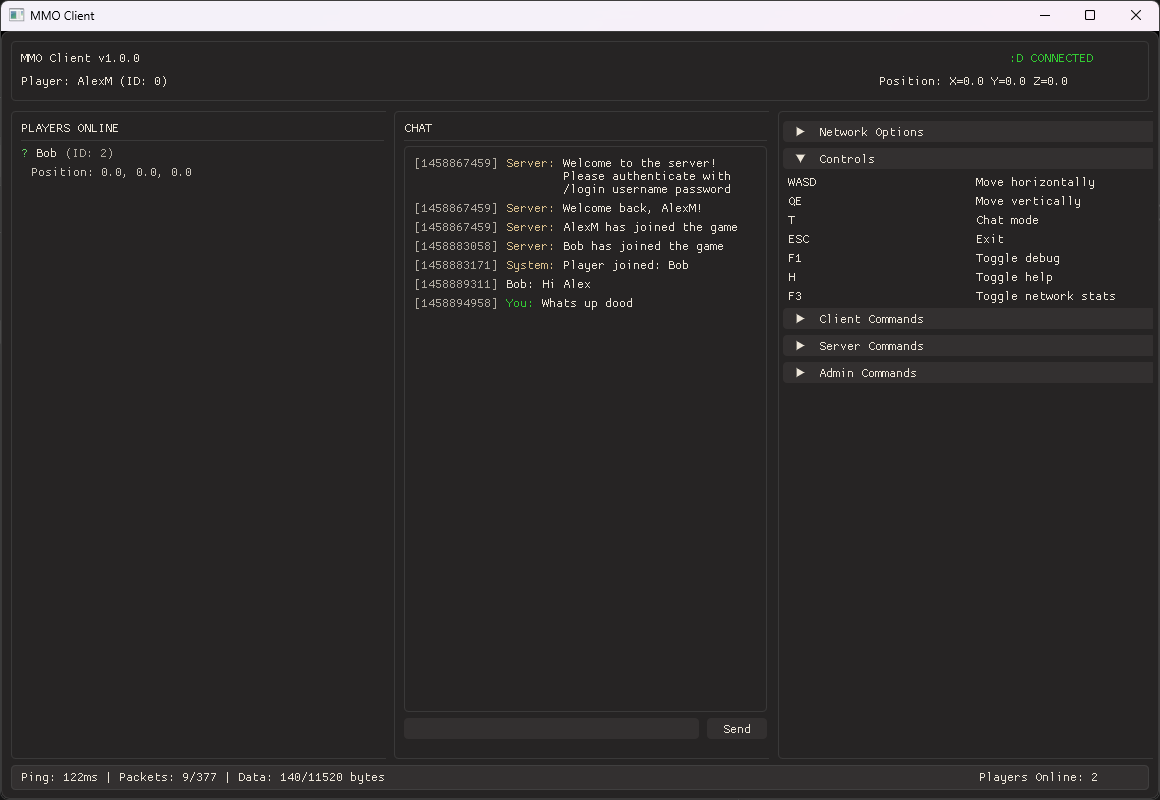 MMO Client
MMO Client v1.0.0
:D CONNECTED
Player: AlexM (ID: 0)
Position: X=0.0 Y=0.0 Z=0.0
PLAYERS ONLINE
? Bob (ID: 2)
Position: 0.0, 0.0, 0.0
CHAT
[1458867459] Server: Welcome to the server!
Please authenticate with
/login username password
[1458867459] Server: Welcome back, AlexM!
[1458867459] Server: AlexM has joined the game
[1458883058] Server: Bob has joined the game
[1458883171] System: Player joined: Bob
[1458889311] Bob: Hi Alex
[1458894958] You: Whats up dood
Send
Network Options
Controls
WASD Move horizontally
QE Move vertically
T Chat mode
ESC Exit
F1 Toggle debug
H Toggle help
F3 Toggle network stats
Client Commands
Server Commands
Admin Commands
Ping: 122ms | Packets: 9/377 | Data: 140/11520 bytes
Players Online: 2